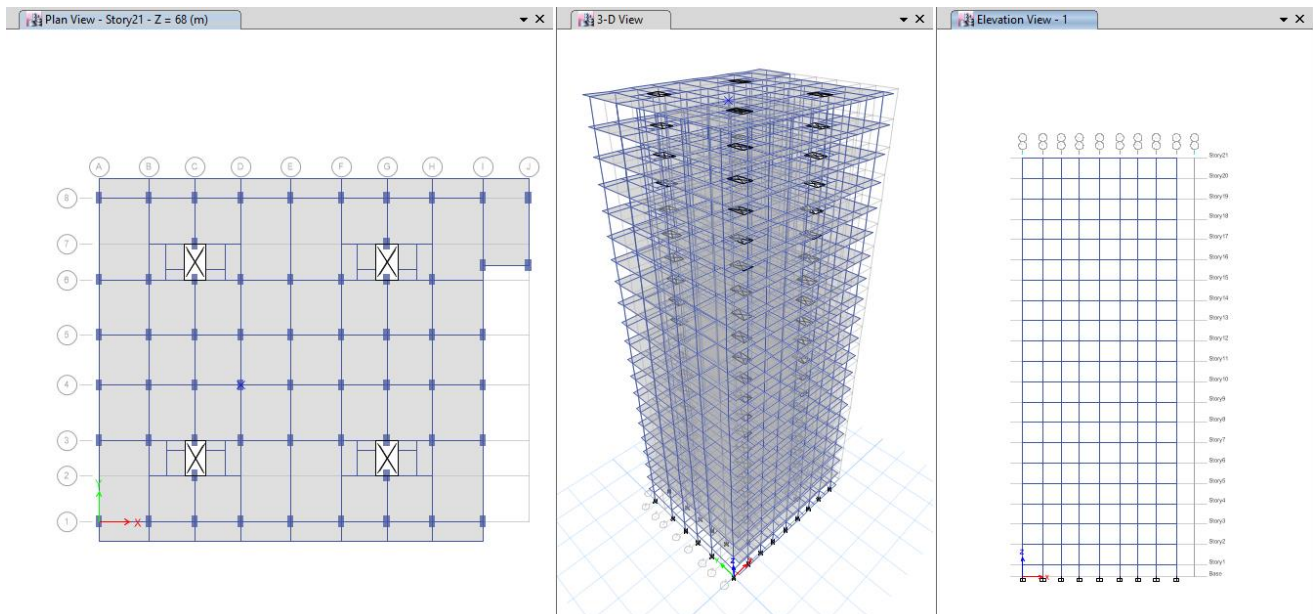 Plan View - Story21 - Z = 68 (m)
A B C D E F G H I J
8
7
6
5
4
3
2
1
Y
X
3-D View
Z
Elevation View - 1
Story21
Story20
Story19
Story18
Story17
Story16
Story15
Story14
Story13
Story12
Story11
Story10
Story9
Story8
Story7
Story6
Story5
Story4
Story3
Story2
Story1
Base
Z
X